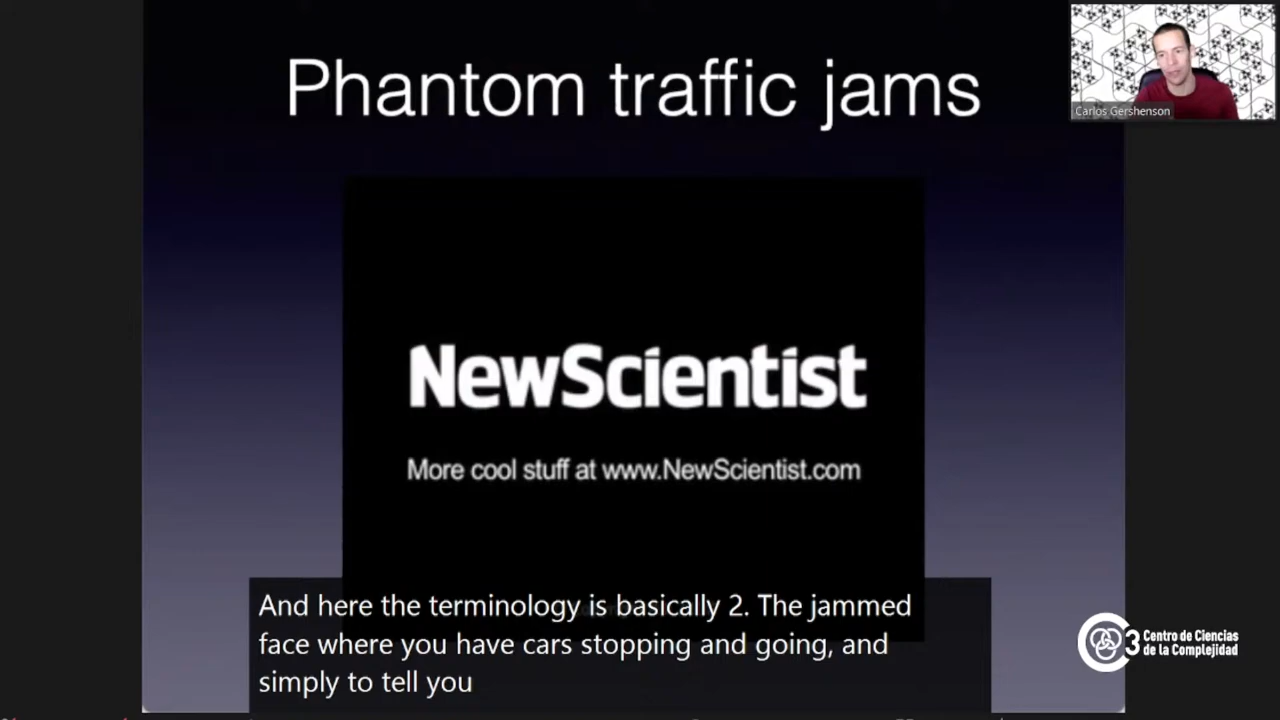 Phantom traffic jams
Carlos Gershenson
NewScientist
More cool stuff at www.NewScientist.com
And here the terminology is basically 2. The jammed
face where you have cars stopping and going, and
simply to tell you
C3 Centro de Ciencias
de la Complejidad